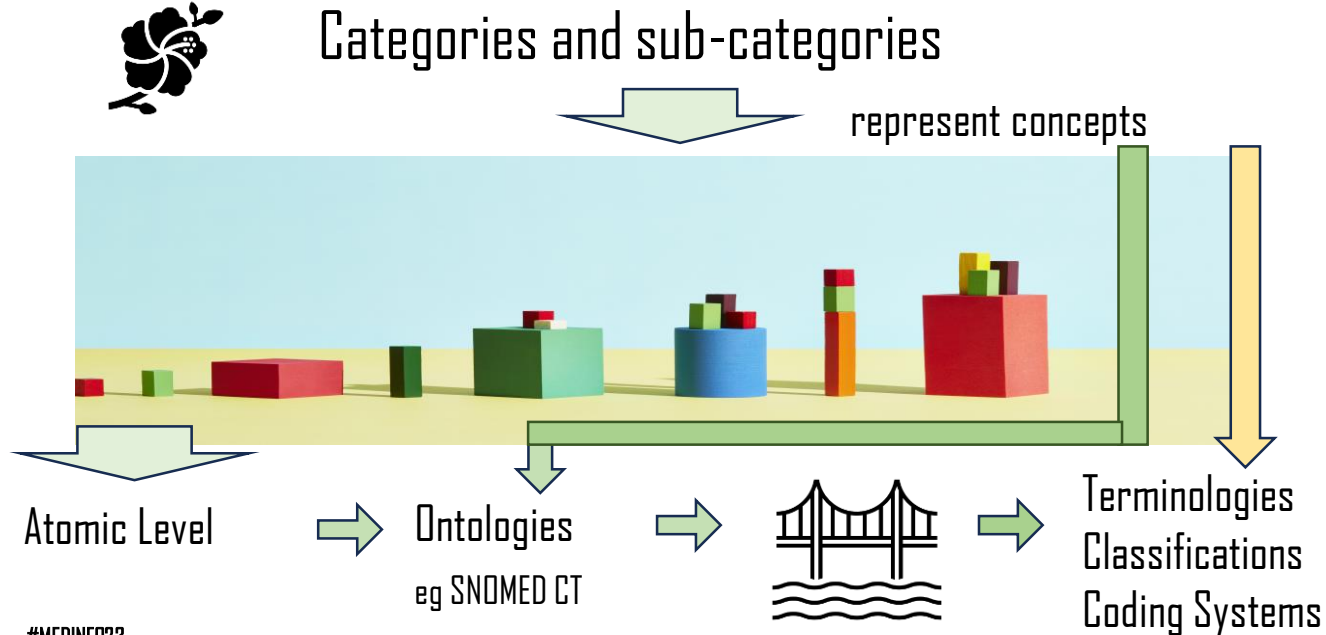 Categories and sub-categories
represent concepts
Atomic Level
Ontologies
eg SNOMED CT
Terminologies
Classifications
Coding Systems